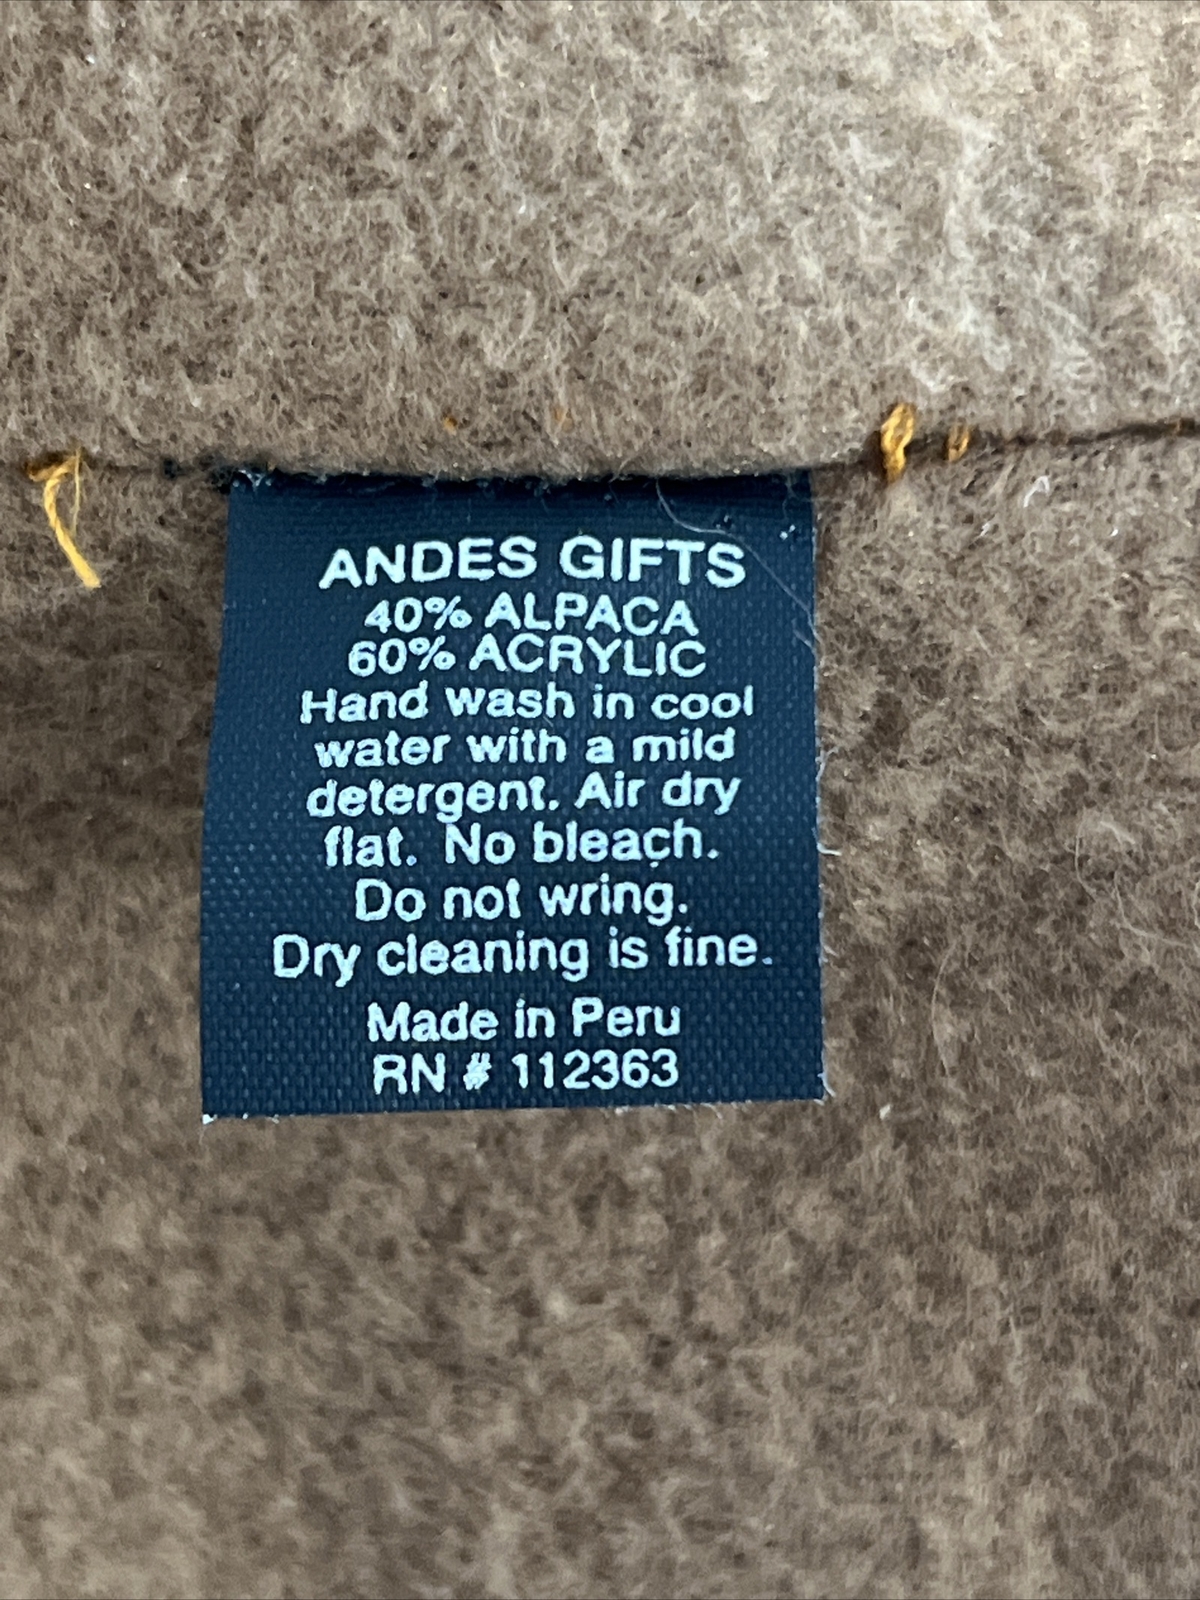 ANDES GIFTS
40% ALPACA
60% ACRYLIC
Hand wash in cool
water with a mild
detergent. Air dry
flat. No bleach.
Do not wring.
Dry cleaning is fine.
Made in Peru
RN # 112363